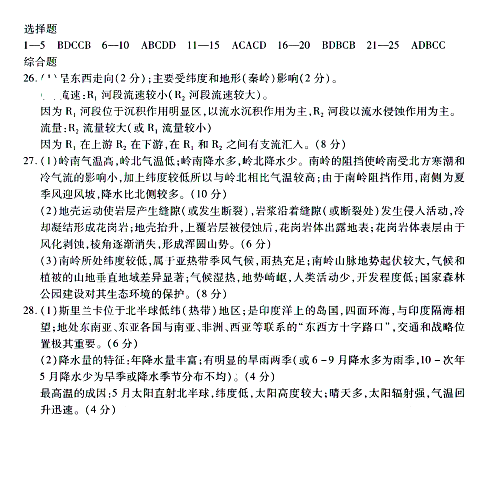 选择题
1—5 BDCCB 6—10 ABCDD 11—15 ACACD 16—20 BDBCB 21—25 ADBCC
综合题
26. 呈东西走向(2分);主要受纬度和地形(秦岭)影响(2分)。
流速:R₁ 河段流速较小(R₂ 河段流速较大)。
因为 R₁ 河段位于沉积作用明显区,以流水沉积作用为主,R₂ 河段以流水侵蚀作用为主。
流量:R₂ 流量较大(或 R₁ 流量较小)
因为 R₁ 在上游 R₂ 在下游,在 R₁ 和 R₂ 之间有支流汇入。(8分)
27. (1)岭南气温高,岭北气温低;岭南降水多,岭北降水少。南岭的阻挡使岭南受北方寒潮和
冷气流的影响小,加上纬度较低所以与岭北相比气温较高;由于南岭阻挡作用,南侧为夏
季风迎风坡,降水比北侧较多。(10分)
(2)地壳运动使岩层产生缝隙(或发生断裂),岩浆沿着缝隙(或断裂处)发生侵入活动,冷
却凝结形成花岗岩;地壳抬升,上覆岩层被侵蚀后,花岗岩体出露地表;花岗岩体表层由于
风化剥蚀,棱角逐渐消失,形成浑圆山势。(6分)
(3)南岭所处纬度较低,属于亚热带季风气候,雨热充足;南岭山脉地势起伏较大,气候和
植被的山地垂直地域差异显著;气候湿热,地势崎岖,人类活动少,开发程度低;国家森林
公园建设对其生态环境的保护。(8分)
28. (1)斯里兰卡位于北半球低纬(热带)地区;是印度洋上的岛国,四面环海,与印度隔海相
望;地处东南亚、东亚各国与南亚、非洲、西亚等联系的“东西方十字路口”,交通和战略位
置极其重要。(6分)
(2)降水量的特征:年降水量丰富;有明显的旱雨两季(或6-9月降水多为雨季,10-次年
5月降水少为旱季或降水季节分布不均)。(4分)
最高温的成因:5月太阳直射北半球,纬度低,太阳高度较大;晴天多,太阳辐射强,气温回
升迅速。(4分)